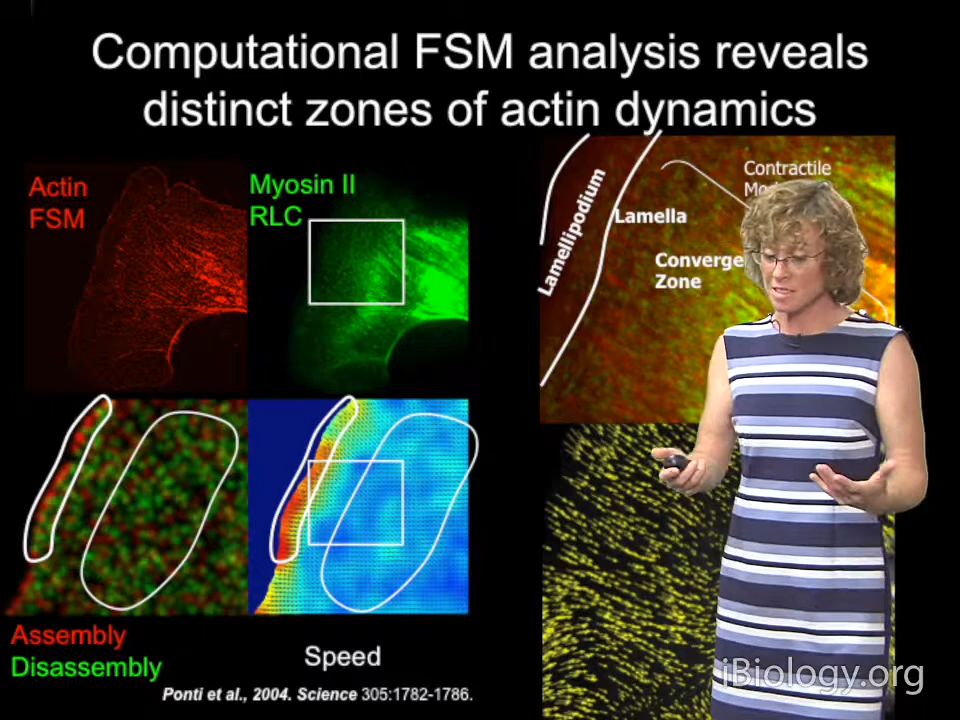 Computational FSM analysis reveals
distinct zones of actin dynamics
Actin
FSM
Myosin II
RLC
Lamellipodium
Lamella
Contractile
Converge
Zone
Assembly
Disassembly
Speed
Ponti et al., 2004. Science 305:1782-1786.
iBiology.org